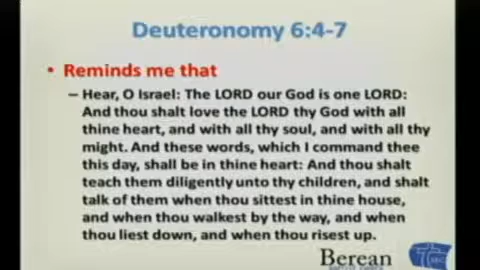 Deuteronomy 6:4-7
• Reminds me that
– Hear, O Israel: The LORD our God is one LORD:
And thou shalt love the LORD thy God with all
thine heart, and with all thy soul, and with all thy
might. And these words, which I command thee
this day, shall be in thine heart: And thou shalt
teach them diligently unto thy children, and shalt
talk of them when thou sittest in thine house,
and when thou walkest by the way, and when
thou liest down, and when thou risest up.
Berean